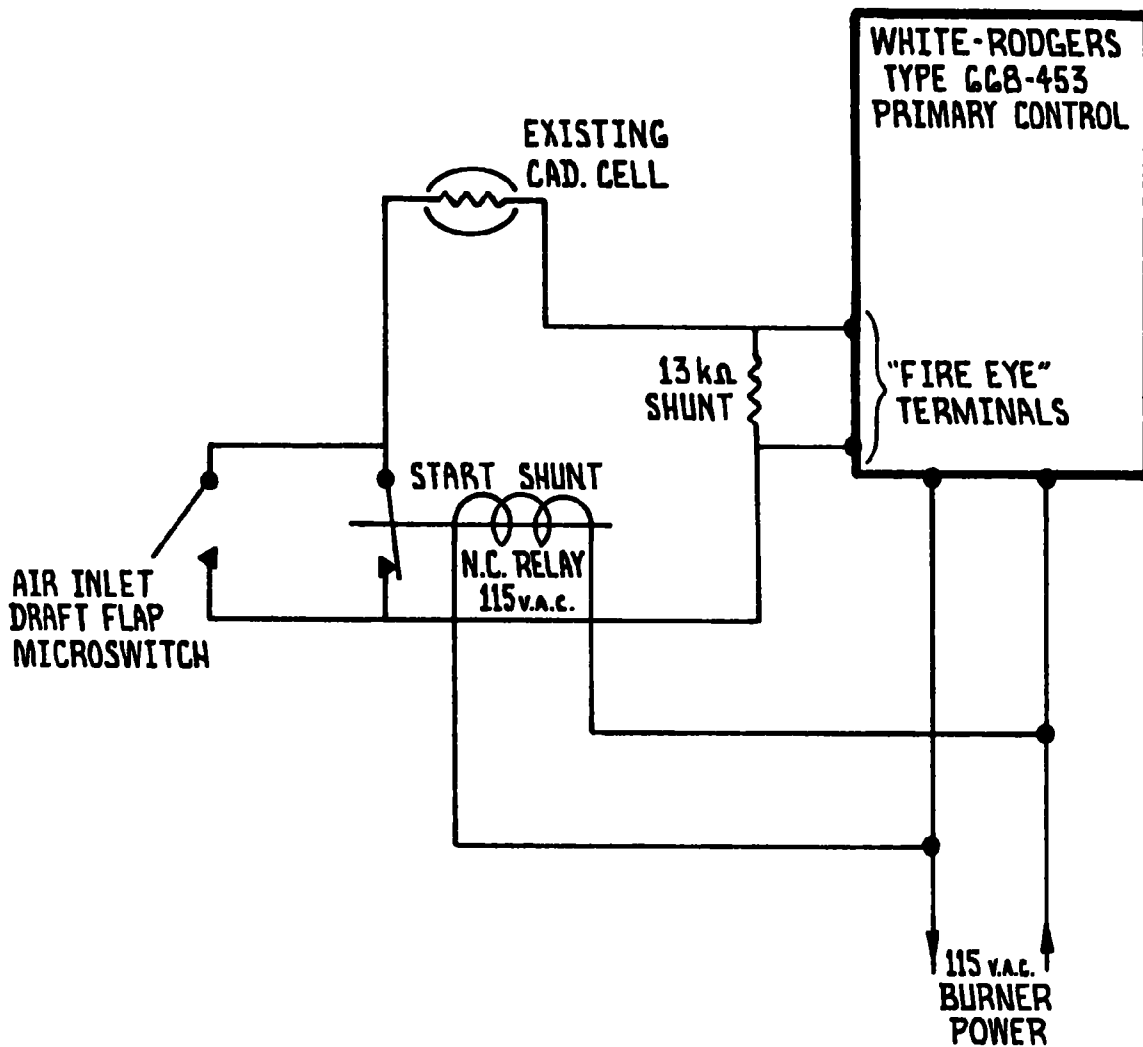 WHITE-RODGERS
TYPE 668-453
PRIMARY CONTROL
EXISTING
CAD. CELL
13 kΩ
SHUNT
"FIRE EYE"
TERMINALS
START SHUNT
N.C. RELAY
115 V.A.C.
AIR INLET
DRAFT FLAP
MICROSWITCH
115 V.A.C.
BURNER
POWER